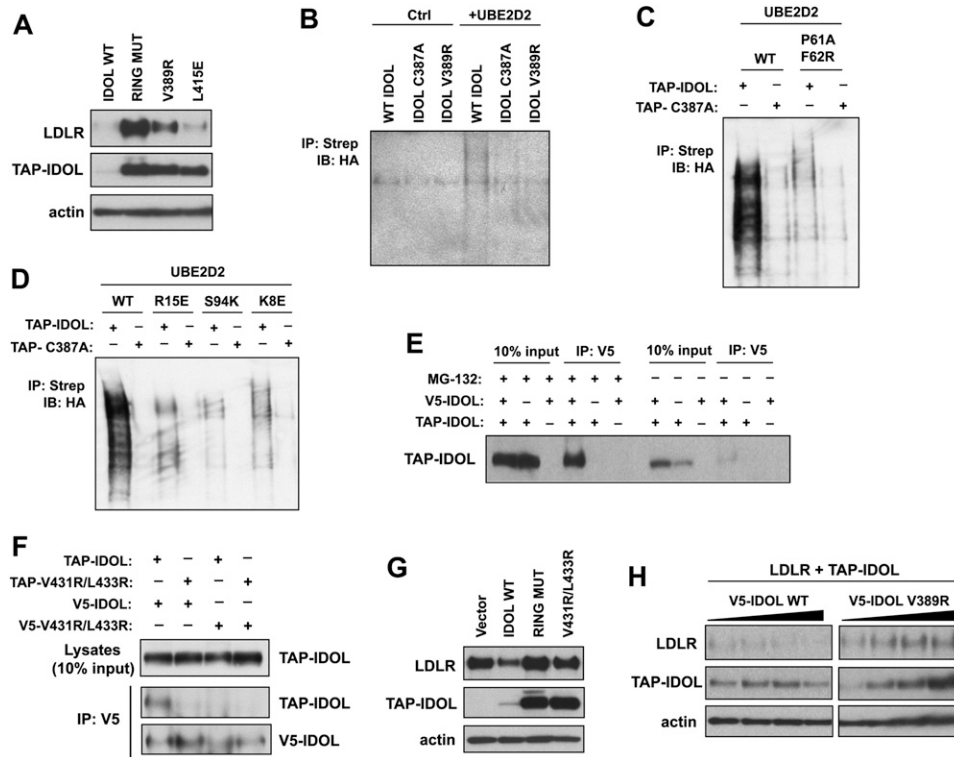 A
IDOL WT
RING MUT
V389R
L415E
LDLR
TAP-IDOL
actin
B
Ctrl +UBE2D2
WT IDOL
IDOL C387A
IDOL V389R
WT IDOL
IDOL C387A
IDOL V389R
IP: Strep
IB: HA
C
UBE2D2
WT P61A F62R
TAP-IDOL: + – + –
TAP- C387A: – + – +
IP: Strep
IB: HA
D
UBE2D2
WT R15E S94K K8E
TAP-IDOL: + – + – + – + –
TAP- C387A: – + – + – + – +
IP: Strep
IB: HA
E
10% input IP: V5 10% input IP: V5
MG-132: + + + + + + – – – – – –
V5-IDOL: + – + + – + + – + + – +
TAP-IDOL: + + – + + – + + – + + –
TAP-IDOL
F
TAP-IDOL: + – + –
TAP-V431R/L433R: – + – +
V5-IDOL: + + – –
V5-V431R/L433R: – – + +
Lysates
(10% input)
TAP-IDOL
IP: V5
TAP-IDOL
V5-IDOL
G
Vector
IDOL WT
RING MUT
V431R/L433R
LDLR
TAP-IDOL
actin
H
LDLR + TAP-IDOL
V5-IDOL WT V5-IDOL V389R
LDLR
TAP-IDOL
actin